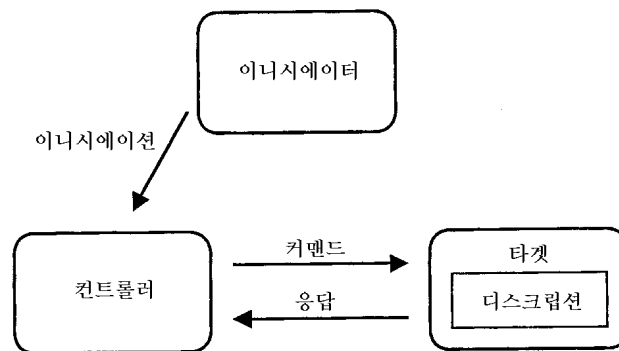 이니시에이터
이니시에이션
커맨드
타겟
컨트롤러
디스크립션
응답